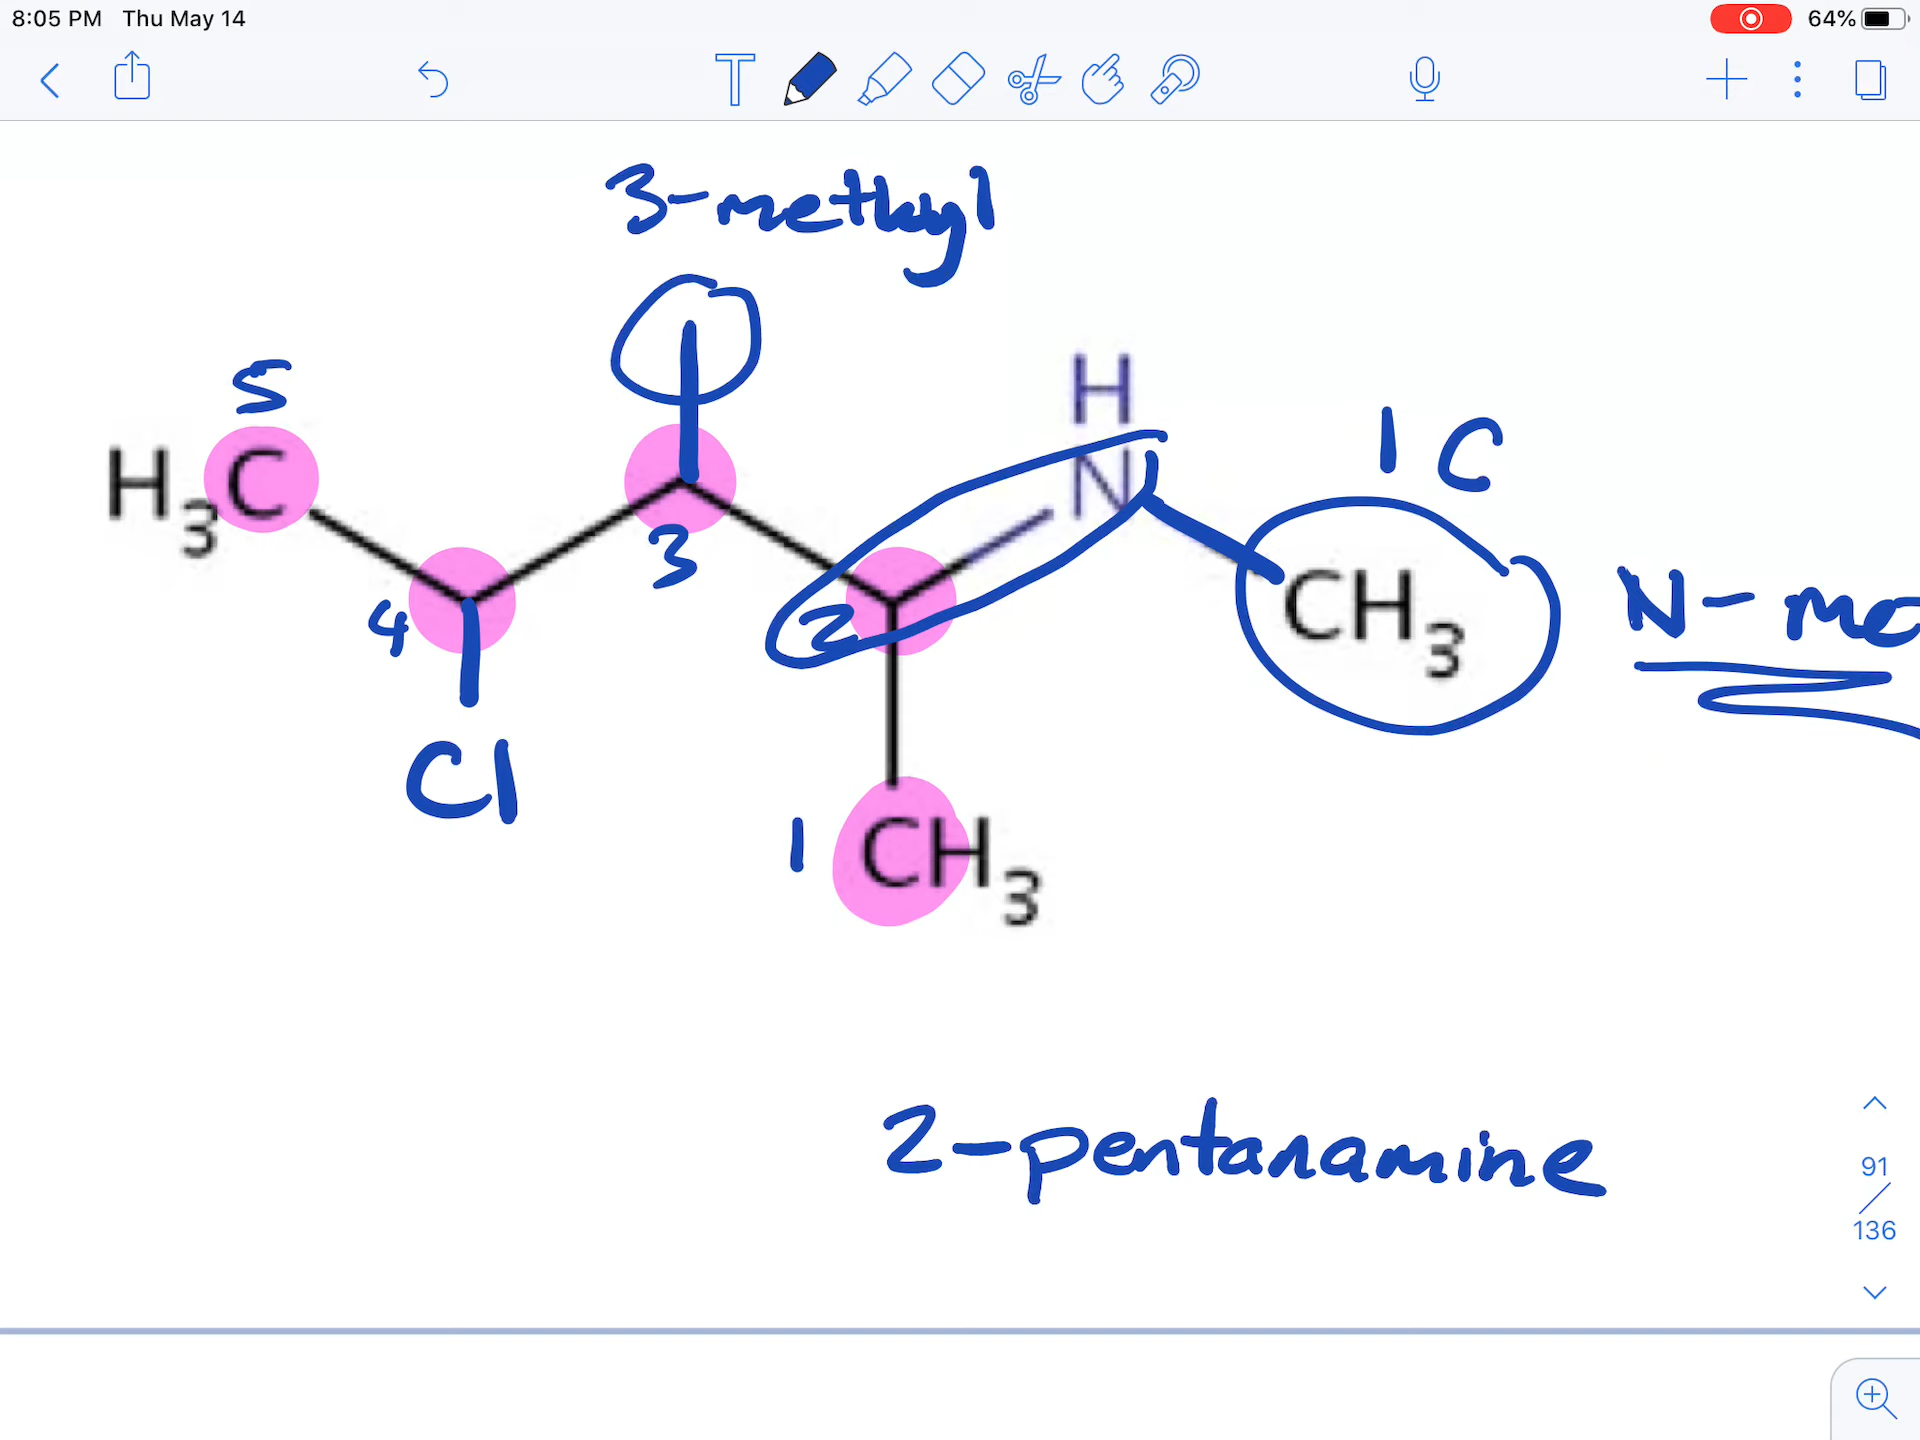 8:05 PM Thu May 14
64%
3-methyl
5
H
N
1 C
H3C
3
4
2
CH3
N-me
Cl
1
CH3
2-pentanamine
91
136